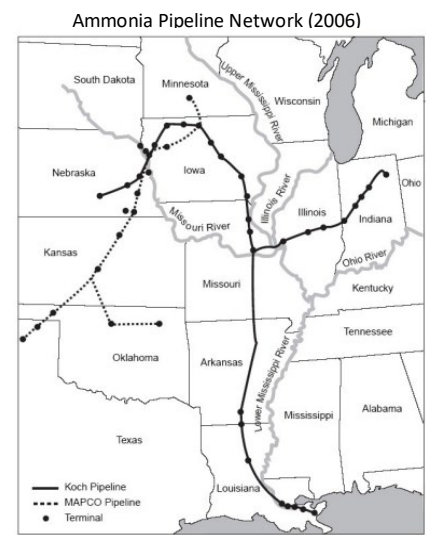 Ammonia Pipeline Network (2006)
South Dakota
Minnesota
Upper Mississippi River
Wisconsin
Michigan
Nebraska
Iowa
Illinois River
Illinois
Indiana
Ohio
Missouri River
Kansas
Ohio River
Missouri
Kentucky
Tennessee
Oklahoma
Arkansas
Lower Mississippi River
Mississippi
Alabama
Texas
Louisiana
Koch Pipeline
MAPCO Pipeline
Terminal